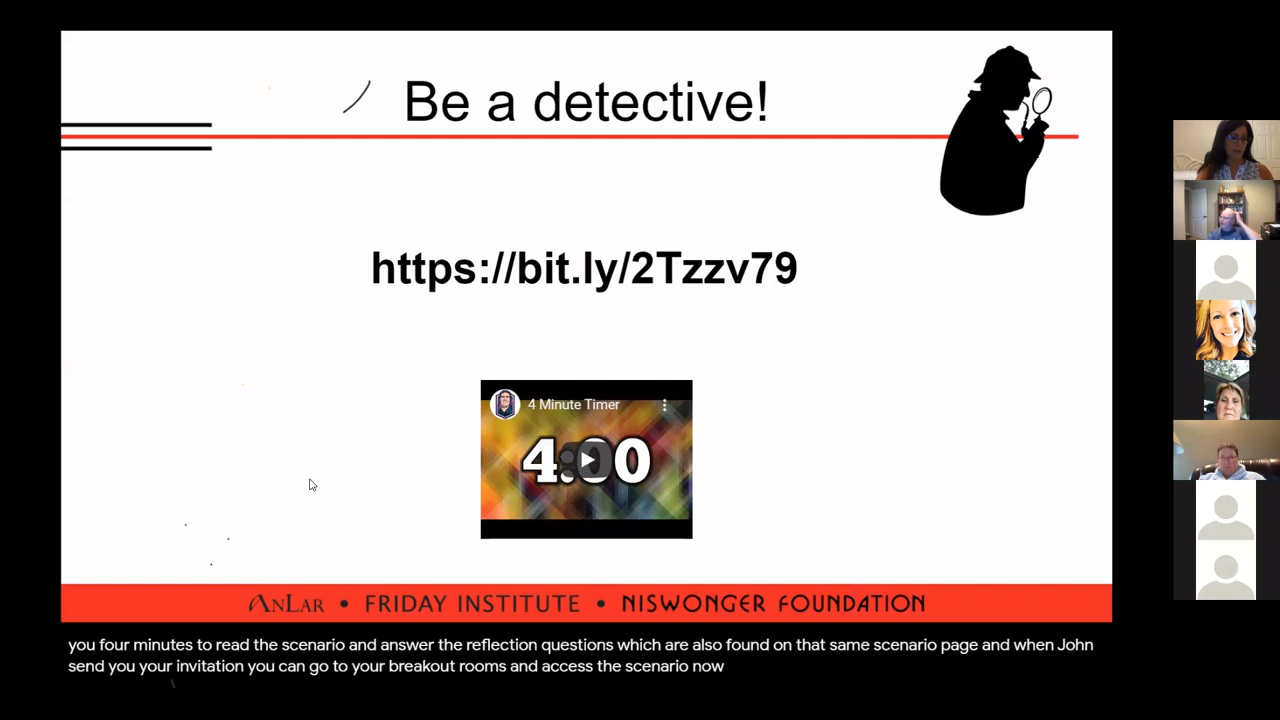 Be a detective!
https://bit.ly/2Tzzv79
4 Minute Timer
4:00
ANLAR • FRIDAY INSTITUTE • NISWONGER FOUNDATION
you four minutes to read the scenario and answer the reflection questions which are also found on that same scenario page and when John
send you your invitation you can go to your breakout rooms and access the scenario now